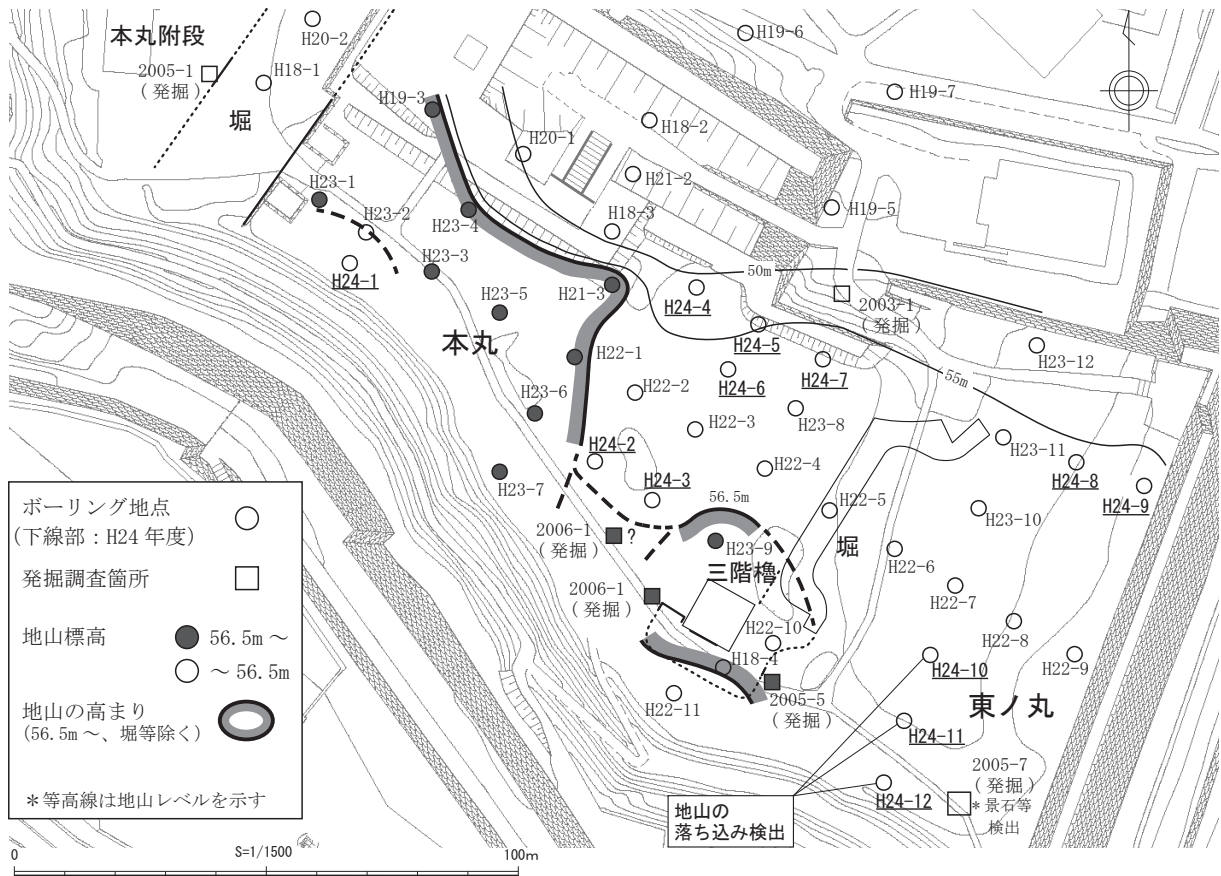 本丸附段
H20-2
2005-1
(発掘)
H18-1
堀
H19-6
H19-7
H19-3
H18-2
H20-1
H21-2
H23-1
H23-2
H23-4
H18-3
H19-5
H24-1
H23-3
H23-5
H21-3
50m
H24-4
2003-1
(発掘)
本丸
H24-5
H22-1
H24-6
H24-7
H23-12
55m
H23-6
H22-2
H22-3
H23-8
H24-2
H22-4
H23-11
H24-8
H23-7
H24-3
56.5m
H22-5
H24-9
H23-10
2006-1
(発掘)
?
H23-9
三階櫓
堀
H22-6
H22-7
2006-1
(発掘)
H22-10
H22-8
H18-4
H24-10
H22-9
H22-11
2005-5
(発掘)
東ノ丸
H24-11
2005-7
(発掘)
*景石等
検出
H24-12
地山の
落ち込み検出
ボーリング地点
(下線部:H24 年度)
発掘調査箇所
地山標高
56.5m ~
~ 56.5m
地山の高まり
(56.5m ~、堀等除く)
*等高線は地山レベルを示す
0
S=1/1500
100m